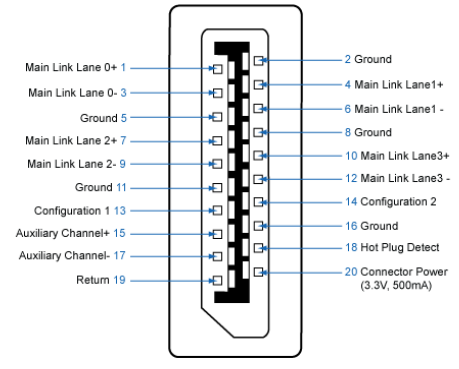 Main Link Lane 0+ 1
Main Link Lane 0- 3
Ground 5
Main Link Lane 2+ 7
Main Link Lane 2- 9
Ground 11
Configuration 1 13
Auxiliary Channel+ 15
Auxiliary Channel- 17
Return 19
2 Ground
4 Main Link Lane1+
6 Main Link Lane1 -
8 Ground
10 Main Link Lane3+
12 Main Link Lane3 -
14 Configuration 2
16 Ground
18 Hot Plug Detect
20 Connector Power
(3.3V, 500mA)